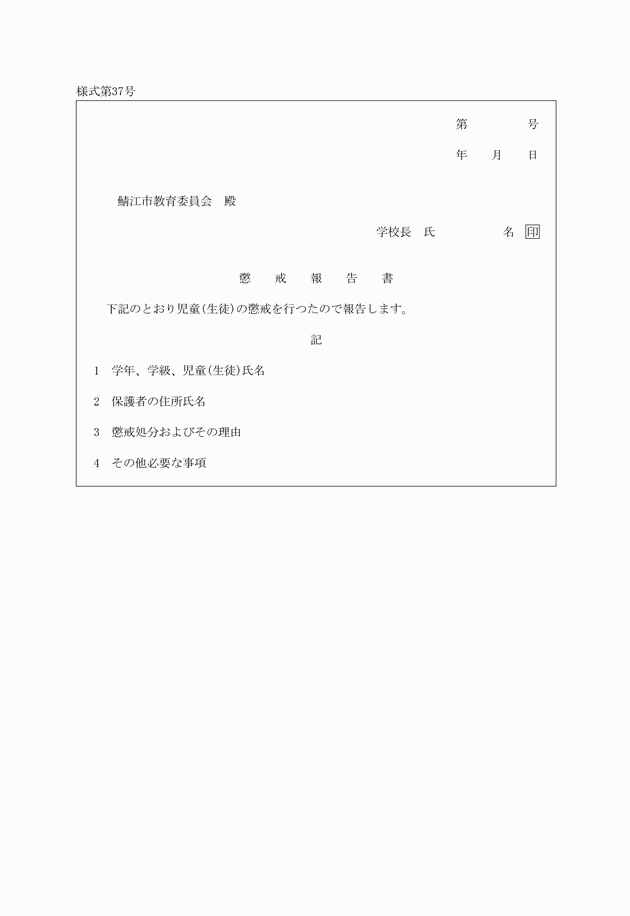 様式第37号
第　　　　　号
年　　月　　日
鯖江市教育委員会　殿
学校長　氏　　　　　　名　印
懲　戒　報　告　書
下記のとおり児童(生徒)の懲戒を行つたので報告します。
記
1　学年、学級、児童(生徒)氏名
2　保護者の住所氏名
3　懲戒処分およびその理由
4　その他必要な事項